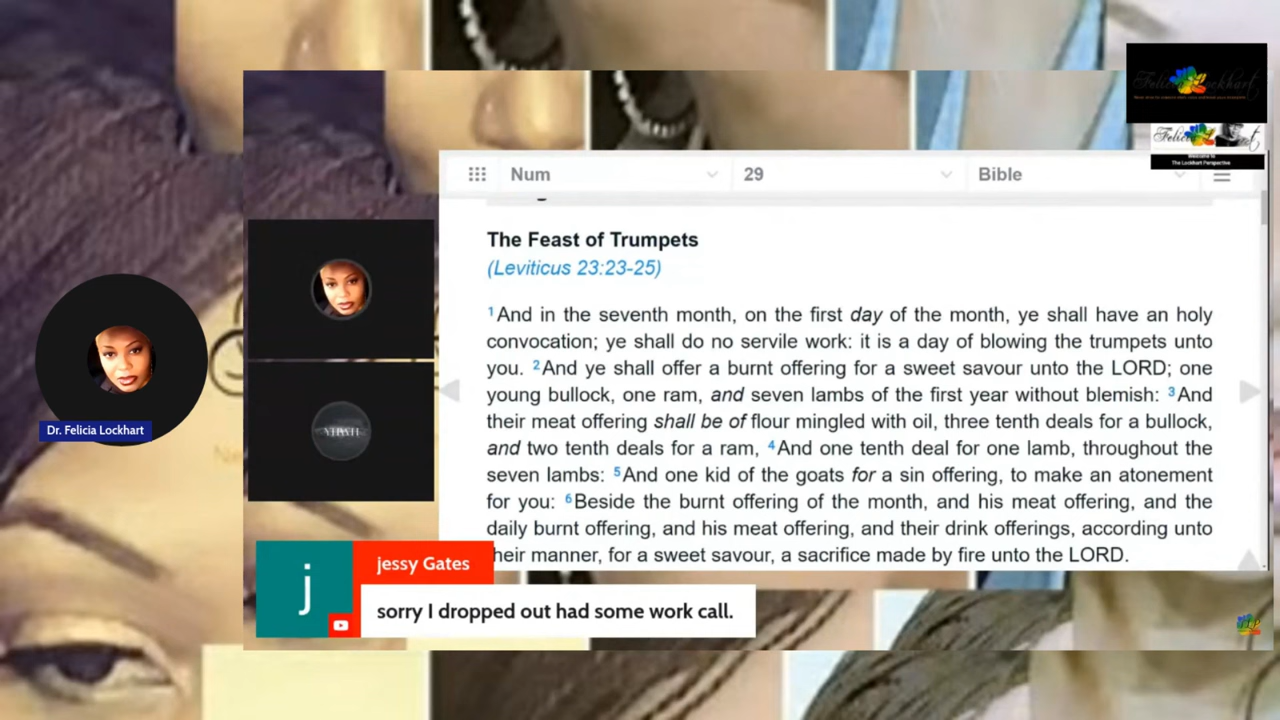 Felicia Lockhart
Felici
Welcome to
The Lockhart Perspective
Num
29
Bible
The Feast of Trumpets
(Leviticus 23:23-25)
1And in the seventh month, on the first day of the month, ye shall have an holy
convocation; ye shall do no servile work: it is a day of blowing the trumpets unto
you. 2And ye shall offer a burnt offering for a sweet savour unto the LORD; one
young bullock, one ram, and seven lambs of the first year without blemish: 3And
their meat offering shall be of flour mingled with oil, three tenth deals for a bullock,
and two tenth deals for a ram, 4And one tenth deal for one lamb, throughout the
seven lambs: 5And one kid of the goats for a sin offering, to make an atonement
for you: 6Beside the burnt offering of the month, and his meat offering, and the
daily burnt offering, and his meat offering, and their drink offerings, according unto
heir manner, for a sweet savour, a sacrifice made by fire unto the LORD.
Dr. Felicia Lockhart
j
jessy Gates
sorry I dropped out had some work call.